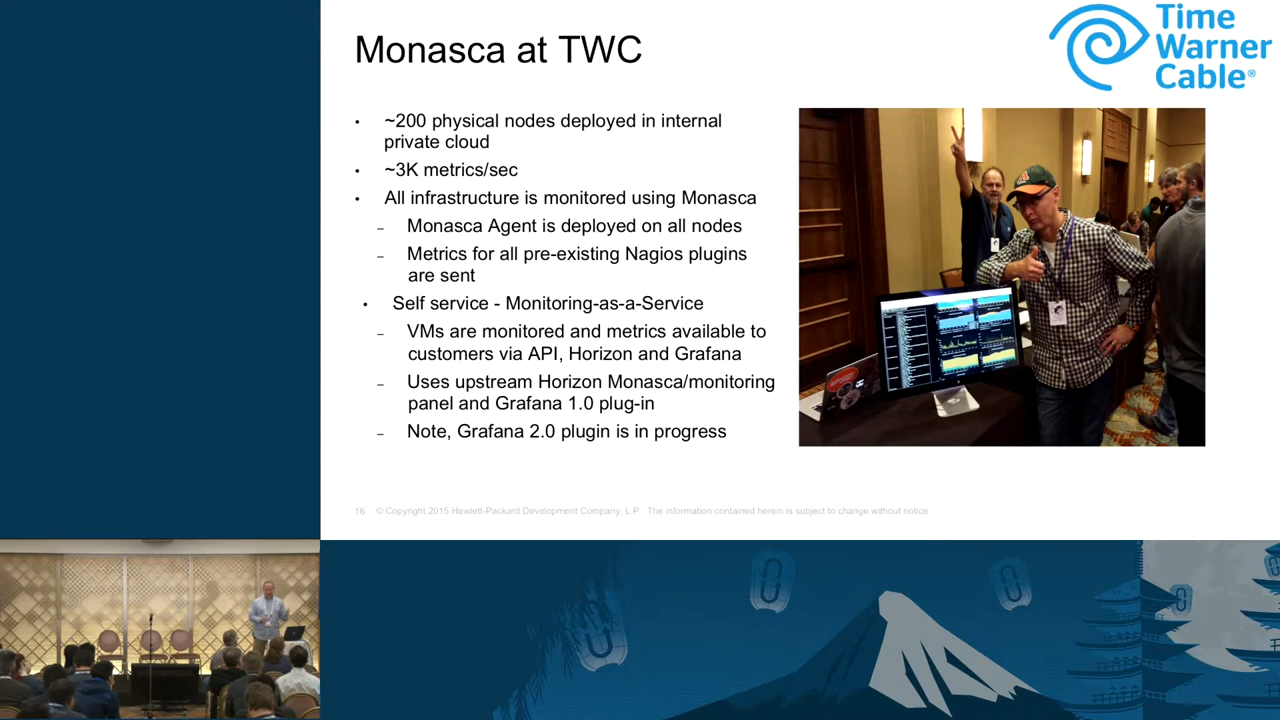 Monasca at TWC
Time
Warner
Cable®
• ~200 physical nodes deployed in internal
private cloud
• ~3K metrics/sec
• All infrastructure is monitored using Monasca
– Monasca Agent is deployed on all nodes
– Metrics for all pre-existing Nagios plugins
are sent
• Self service - Monitoring-as-a-Service
– VMs are monitored and metrics available to
customers via API, Horizon and Grafana
– Uses upstream Horizon Monasca/monitoring
panel and Grafana 1.0 plug-in
– Note, Grafana 2.0 plugin is in progress
16 © Copyright 2015 Hewlett-Packard Development Company, L.P. The information contained herein is subject to change without notice.